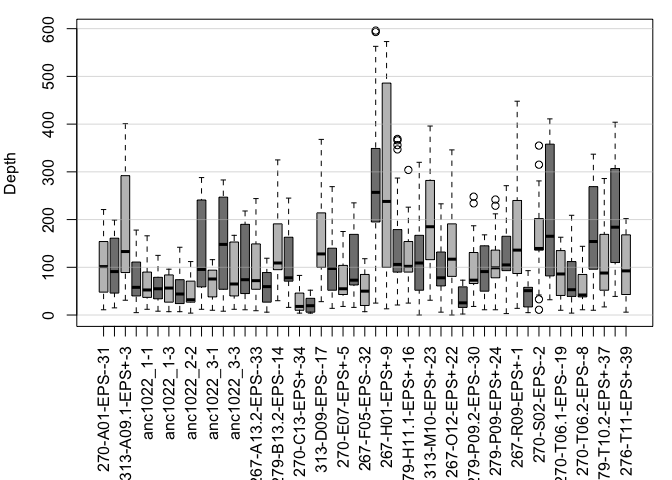 600
500
400
300
200
100
0
Depth
270-A01-EPS--31
313-A09.1-EPS+-3
anc1022_1-1
anc1022_1-3
anc1022_2-2
anc1022_3-1
anc1022_3-3
267-A13.2-EPS--33
279-B13.2-EPS--14
270-C13-EPS+-34
313-D09-EPS--17
270-E07-EPS+-5
267-F05-EPS--32
267-H01-EPS+-9
79-H11.1-EPS+-16
313-M10-EPS+-23
267-O12-EPS+-22
279-P09.2-EPS--30
279-P09-EPS+-24
267-R09-EPS+-1
270-S02-EPS--2
270-T06.1-EPS--19
270-T06.2-EPS--8
79-T10.2-EPS+-37
276-T11-EPS+-39